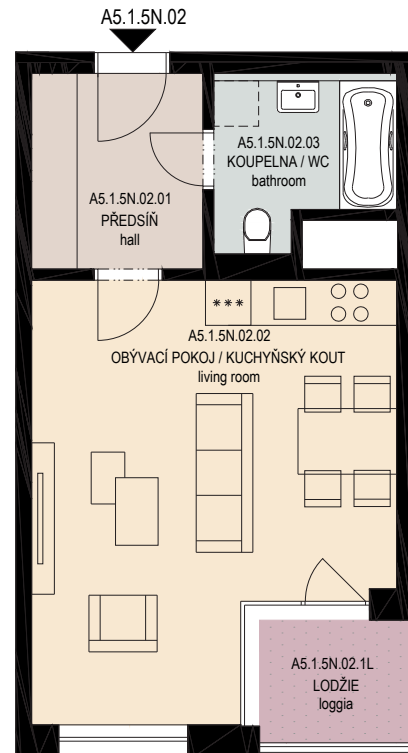 A5.1.5N.02
A5.1.5N.02.03
KOUPELNA / WC
bathroom
A5.1.5N.02.01
PŘEDSÍŇ
hall
***
A5.1.5N.02.02
OBÝVACÍ POKOJ / KUCHYŇSKÝ KOUT
living room
A5.1.5N.02.1L
LODŽIE
loggia